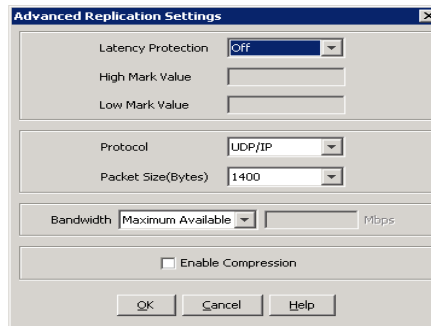 Advanced Replication Settings
Latency Protection Off
High Mark Value
Low Mark Value
Protocol UDP/IP
Packet Size(Bytes) 1400
Bandwidth Maximum Available Mbps
Enable Compression
OK Cancel Help